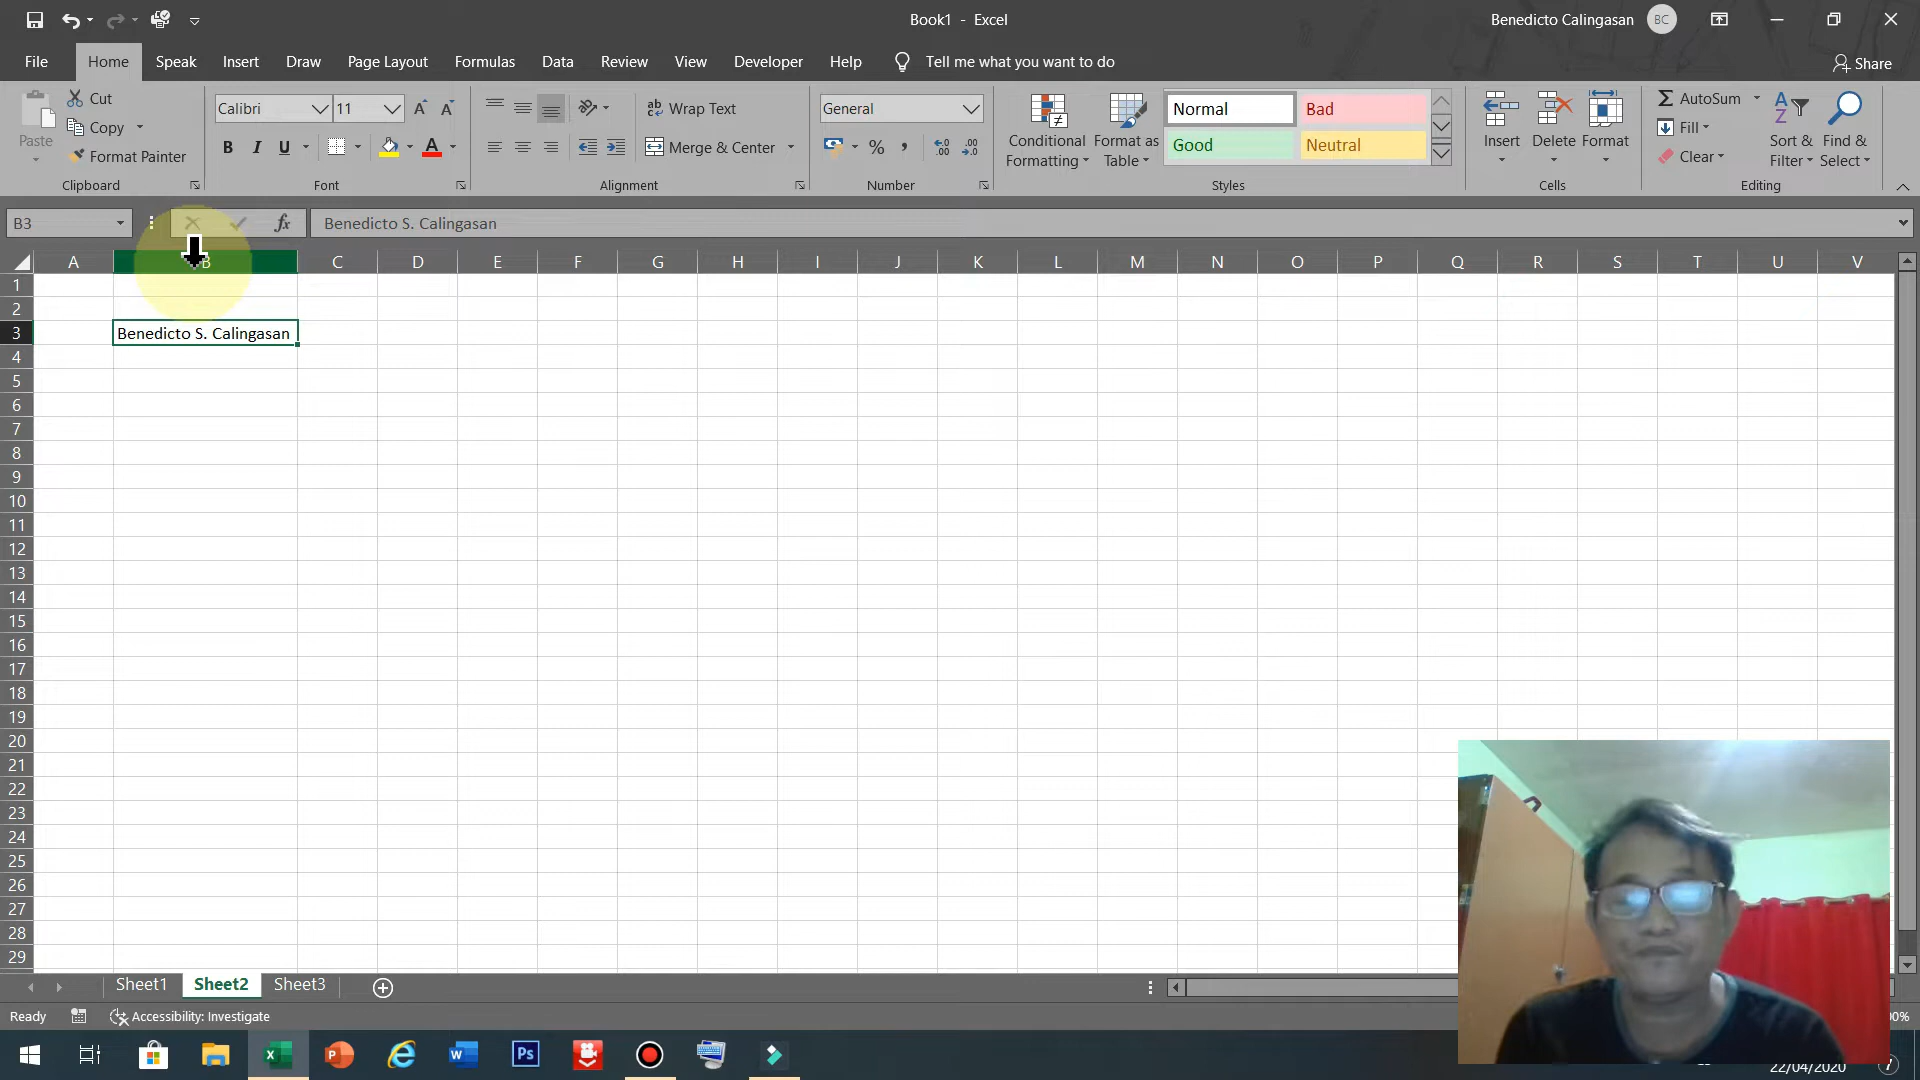 Book1 - Excel
Benedicto Calingasan
BC
File Home Speak Insert Draw Page Layout Formulas Data Review View Developer Help Tell me what you want to do Share
Paste
Cut
Copy
Format Painter
Clipboard
Calibri 11
B I U
Font
Wrap Text
Merge & Center
Alignment
General
Number
Conditional Formatting
Format as Table
Normal Bad
Good Neutral
Styles
Insert Delete Format
Cells
AutoSum
Fill
Clear
Sort & Filter
Find & Select
Editing
B3 fx Benedicto S. Calingasan
A B C D E F G H I J K L M N O P Q R S T U V
1
2
3 Benedicto S. Calingasan
4
5
6
7
8
9
10
11
12
13
14
15
16
17
18
19
20
21
22
23
24
25
26
27
28
29
Sheet1 Sheet2 Sheet3
Ready Accessibility: Investigate
22/04/2020